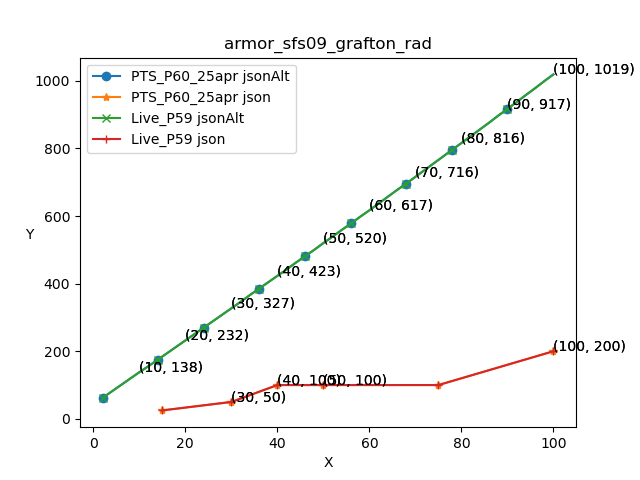 armor_sfs09_grafton_rad
PTS_P60_25apr jsonAlt
PTS_P60_25apr json
Live_P59 jsonAlt
Live_P59 json
(100, 1019)
(90, 917)
(80, 816)
(70, 716)
(60, 617)
(50, 520)
(40, 423)
(30, 327)
(20, 232)
(10, 138)
(100, 200)
(40, 100)
(50, 100)
(30, 50)
Y
1000
800
600
400
200
0
0 20 40 60 80 100
X